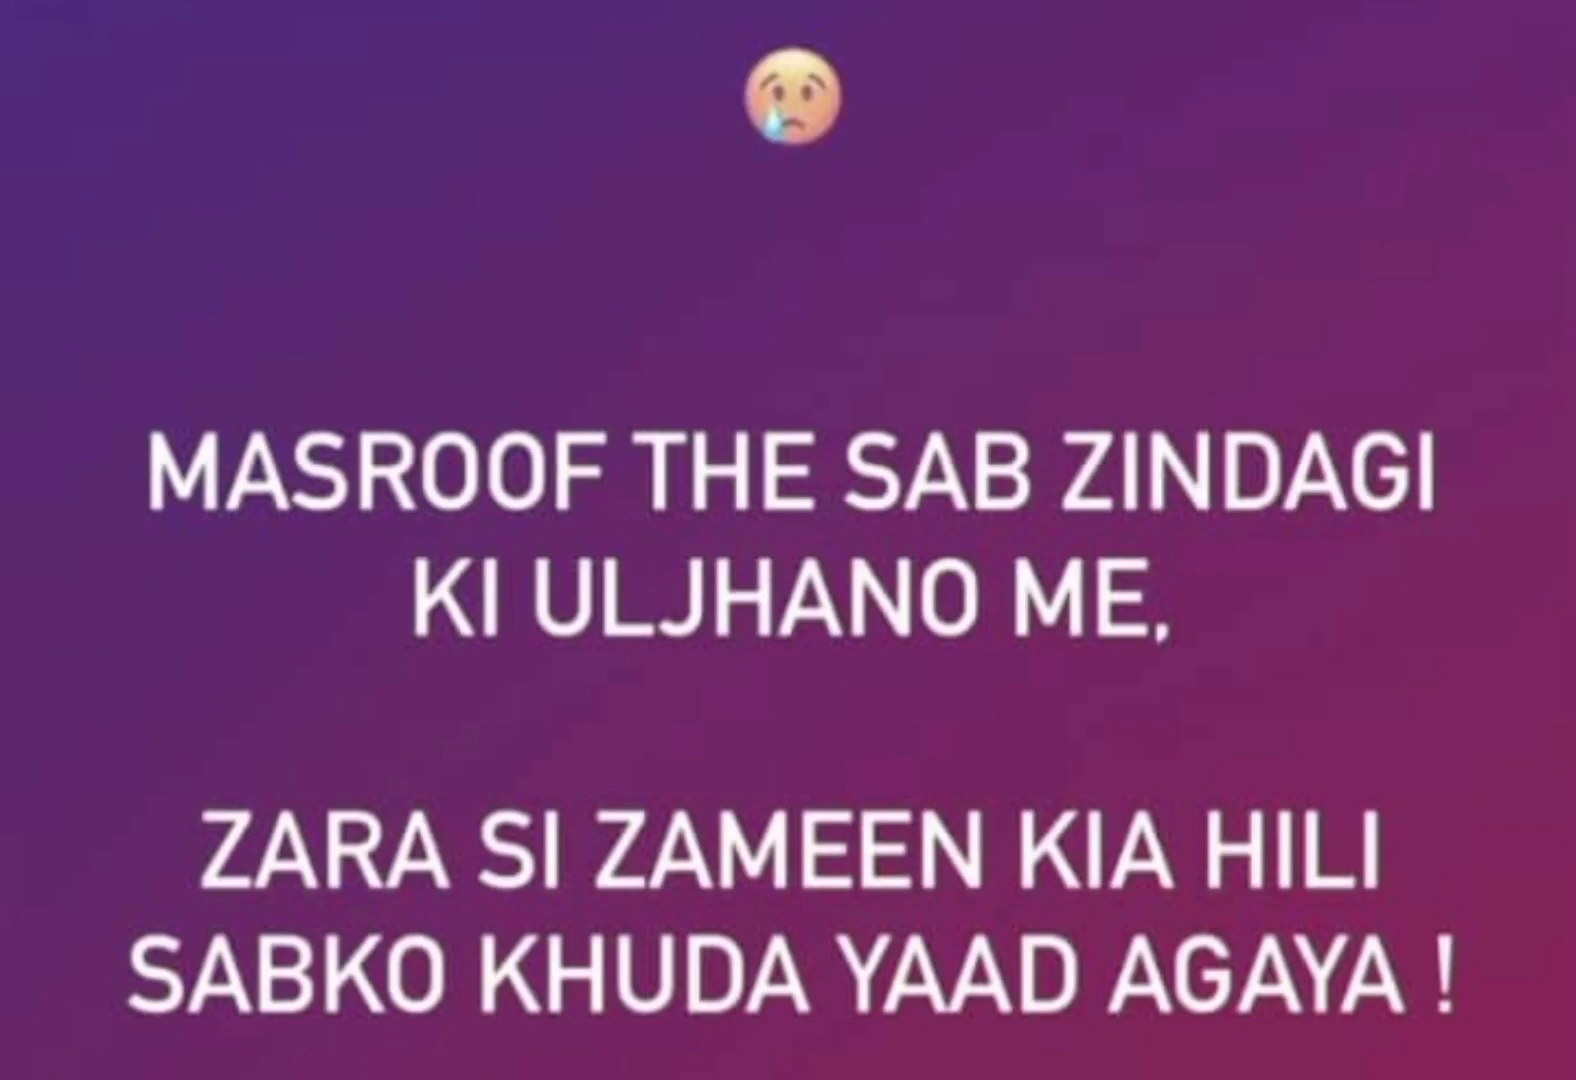 😢
MASROOF THE SAB ZINDAGI
KI ULJHANO ME,
ZARA SI ZAMEEN KIA HILI
SABKO KHUDA YAAD AGAYA !